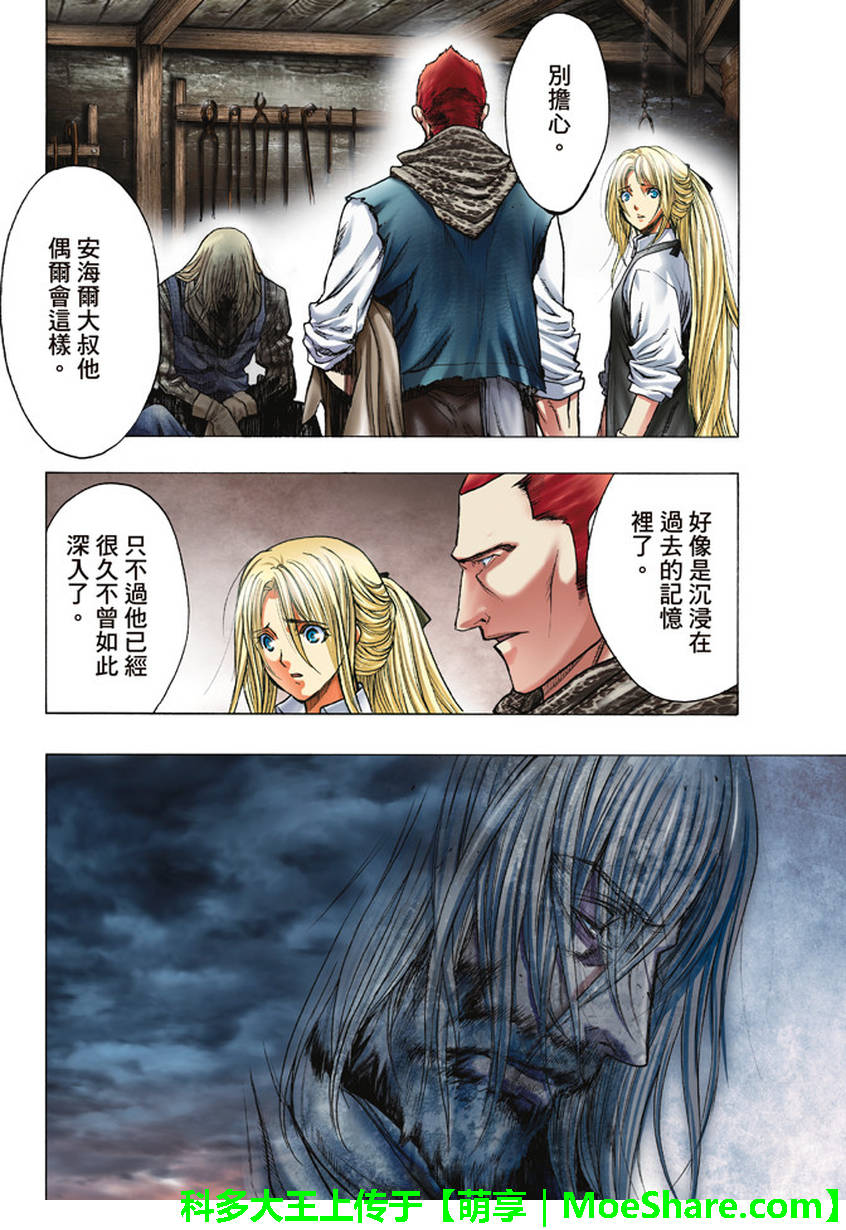 別擔心。
安海爾大叔他
偶爾會這樣。
好像是沉浸在
過去的記憶
裡了。
只不過他已經
很久不曾如此
深入了。
科多大王上传于【萌享｜MoeShare.com】